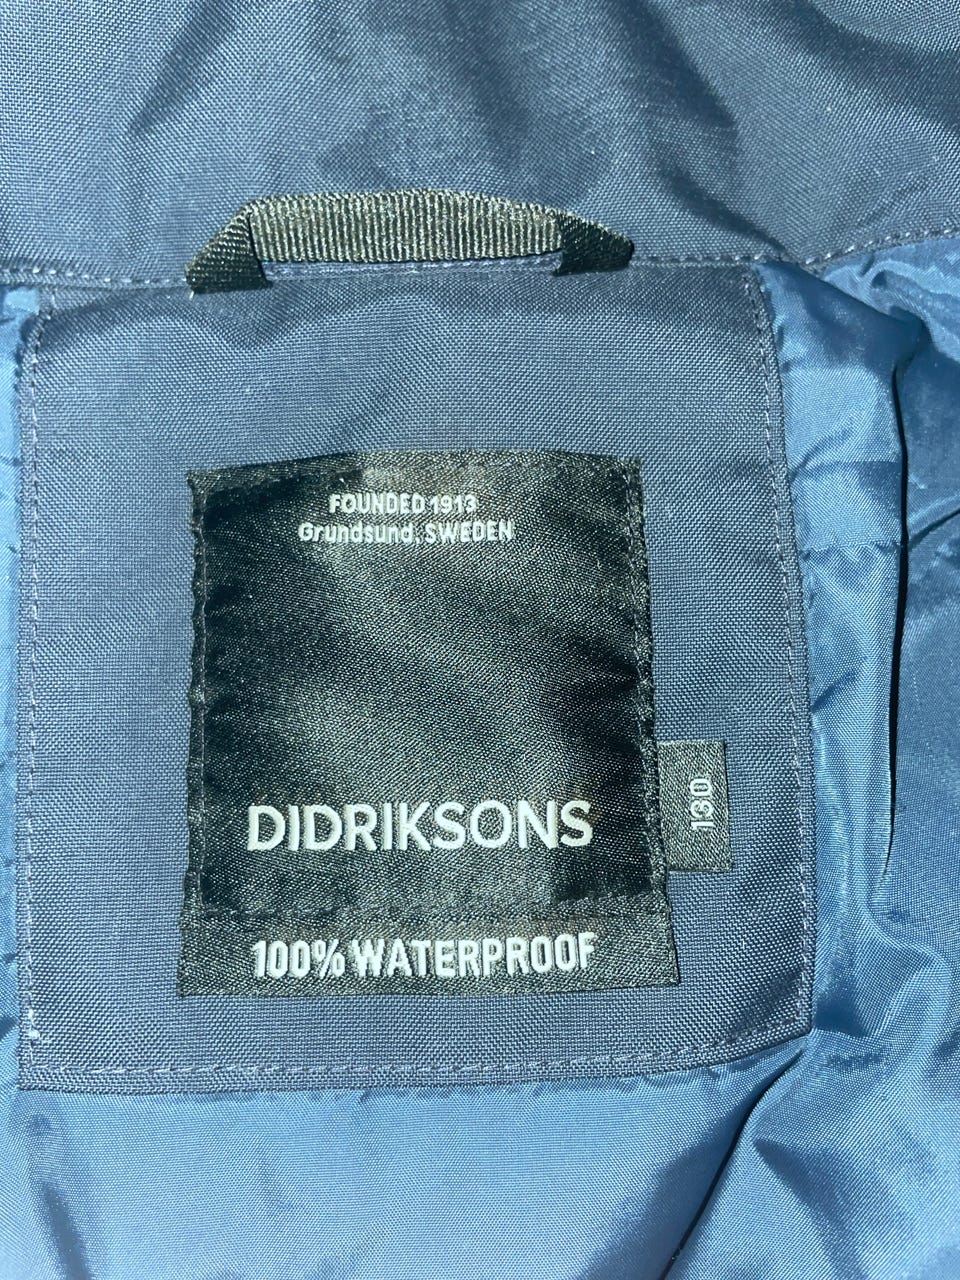 FOUNDED 1913
Grundsund, SWEDEN
DIDRIKSONS
130
100% WATERPROOF